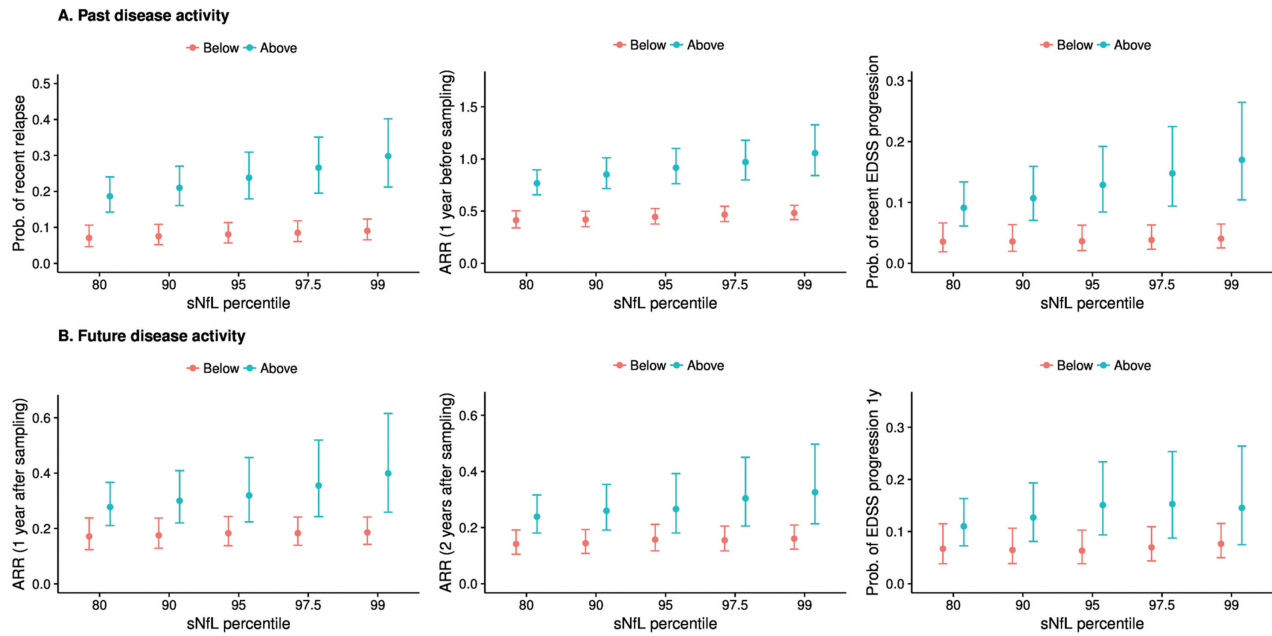 A. Past disease activity
Below Above
Prob. of recent relapse
0.5
0.4
0.3
0.2
0.1
0.0
80 90 95 97.5 99
sNfL percentile
Below Above
ARR (1 year before sampling)
1.5
1.0
0.5
0.0
80 90 95 97.5 99
sNfL percentile
Below Above
Prob. of recent EDSS progression
0.3
0.2
0.1
0.0
80 90 95 97.5 99
sNfL percentile
B. Future disease activity
Below Above
ARR (1 year after sampling)
0.6
0.4
0.2
0.0
80 90 95 97.5 99
sNfL percentile
Below Above
ARR (2 years after sampling)
0.6
0.4
0.2
0.0
80 90 95 97.5 99
sNfL percentile
Below Above
Prob. of EDSS progression 1y
0.3
0.2
0.1
0.0
80 90 95 97.5 99
sNfL percentile